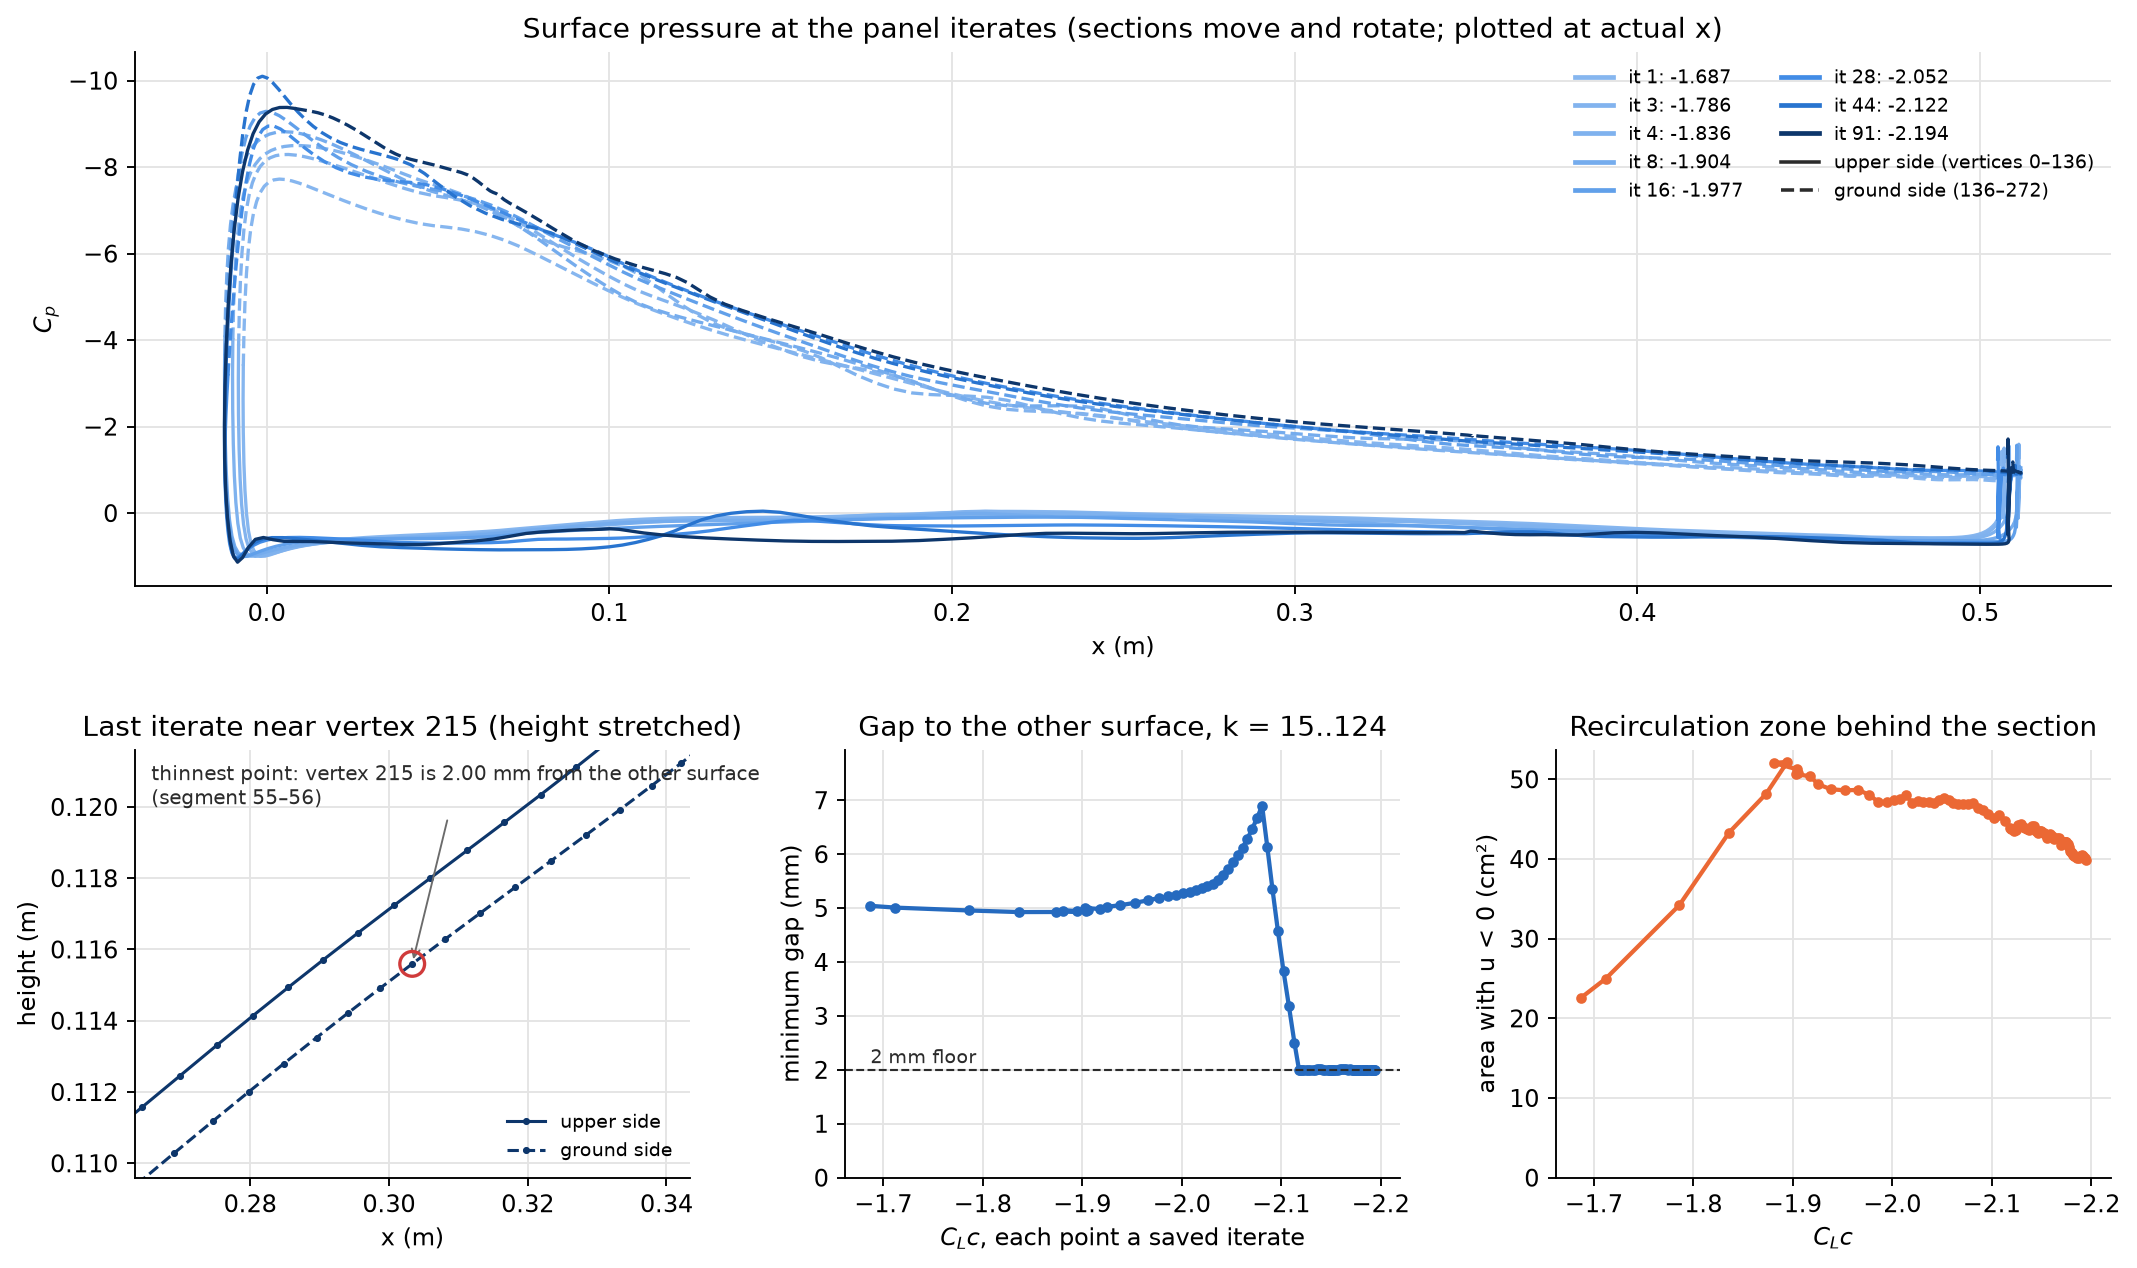 Surface pressure at the panel iterates (sections move and rotate; plotted at actual x)
−10
−8
−6
−4
−2
0
Cp
it 1: -1.687
it 3: -1.786
it 4: -1.836
it 8: -1.904
it 16: -1.977
it 28: -2.052
it 44: -2.122
it 91: -2.194
upper side (vertices 0–136)
ground side (136–272)
0.0
0.1
0.2
0.3
0.4
0.5
x (m)
Last iterate near vertex 215 (height stretched)
thinnest point: vertex 215 is 2.00 mm from the other surface
(segment 55–56)
0.120
0.118
0.116
0.114
0.112
0.110
height (m)
upper side
ground side
0.28
0.30
0.32
0.34
x (m)
Gap to the other surface, k = 15..124
7
6
5
4
3
2
1
0
minimum gap (mm)
2 mm floor
−1.7
−1.8
−1.9
−2.0
−2.1
−2.2
CLc, each point a saved iterate
Recirculation zone behind the section
50
40
30
20
10
0
area with u < 0 (cm²)
−1.7
−1.8
−1.9
−2.0
−2.1
−2.2
CLc